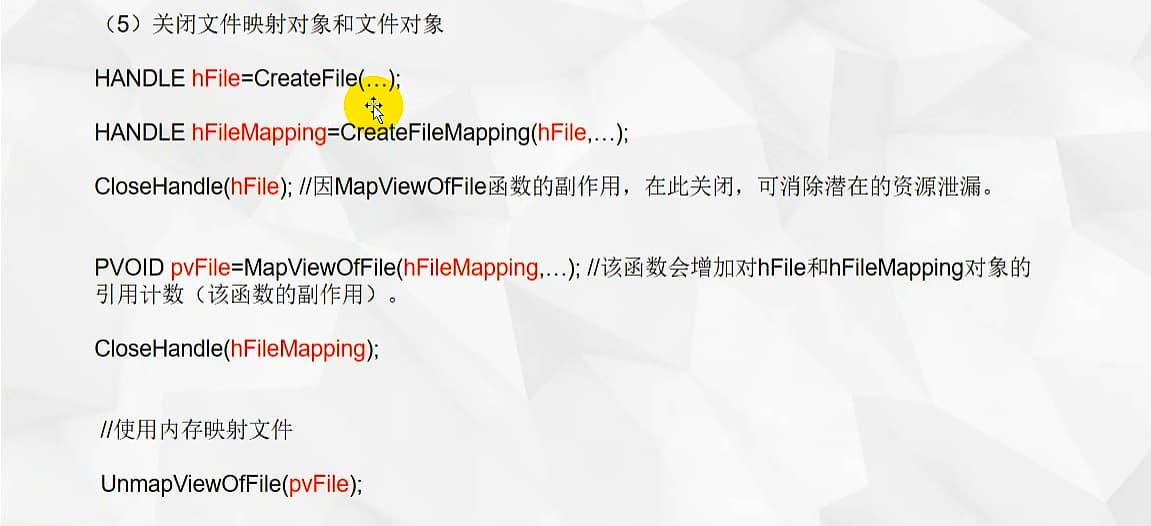 （5）关闭文件映射对象和文件对象
HANDLE hFile=CreateFile(…);
HANDLE hFileMapping=CreateFileMapping(hFile,…);
CloseHandle(hFile); //因MapViewOfFile函数的副作用，在此关闭，可消除潜在的资源泄漏。
PVOID pvFile=MapViewOfFile(hFileMapping,…); //该函数会增加对hFile和hFileMapping对象的
引用计数（该函数的副作用）。
CloseHandle(hFileMapping);
//使用内存映射文件
UnmapViewOfFile(pvFile);